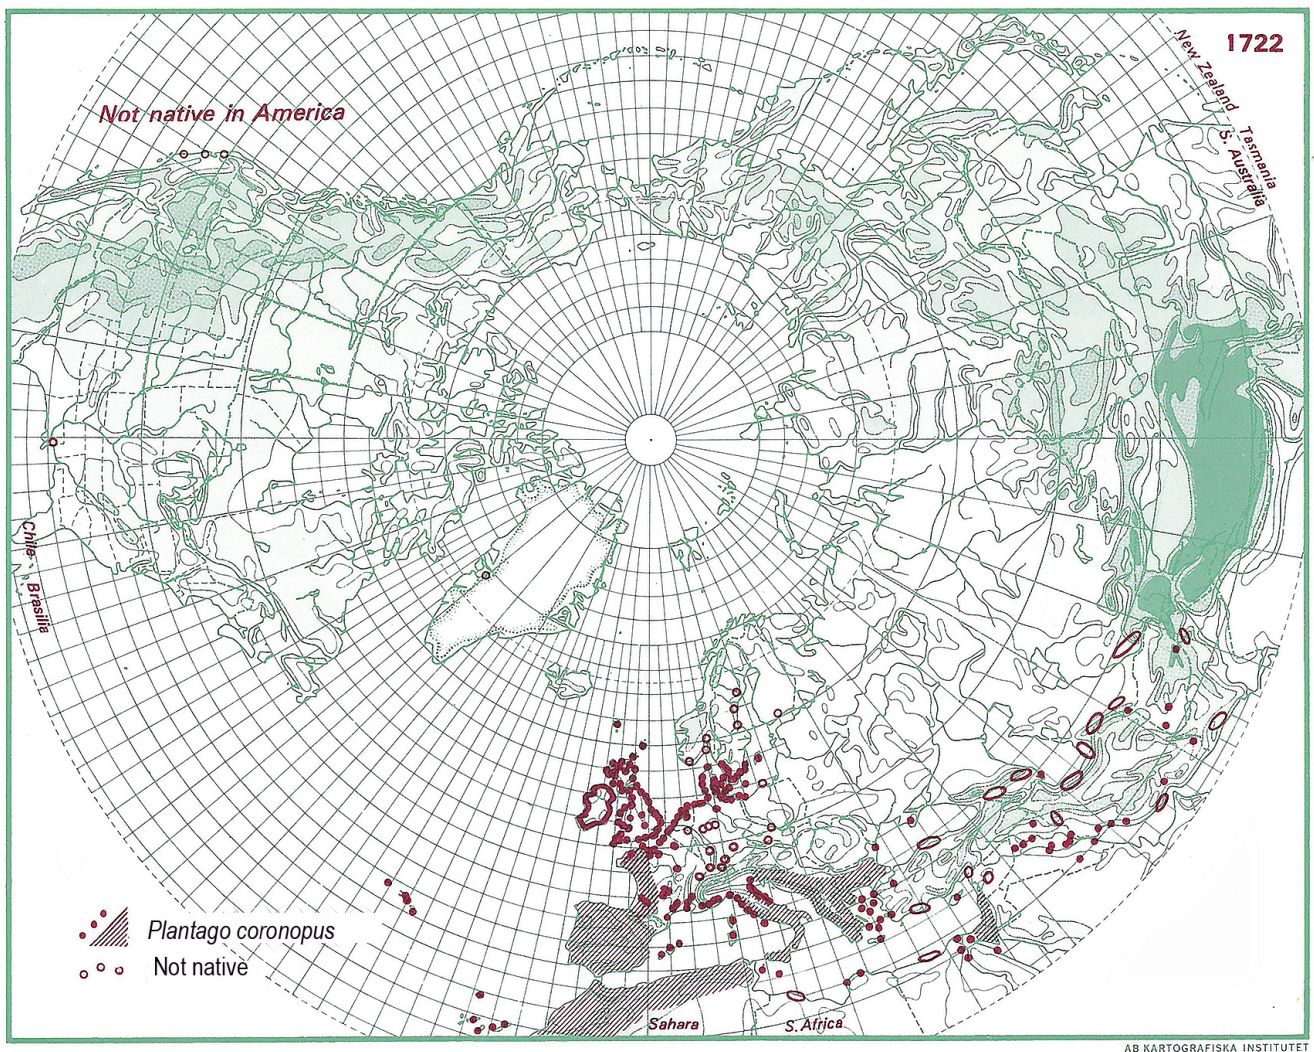 1722
Not native in America
New Zealand
Tasmania
S. Australia
Chile
Brasilia
Plantago coronopus
Not native
Sahara
S. Africa
AB KARTOGRAFISKA INSTITUTET